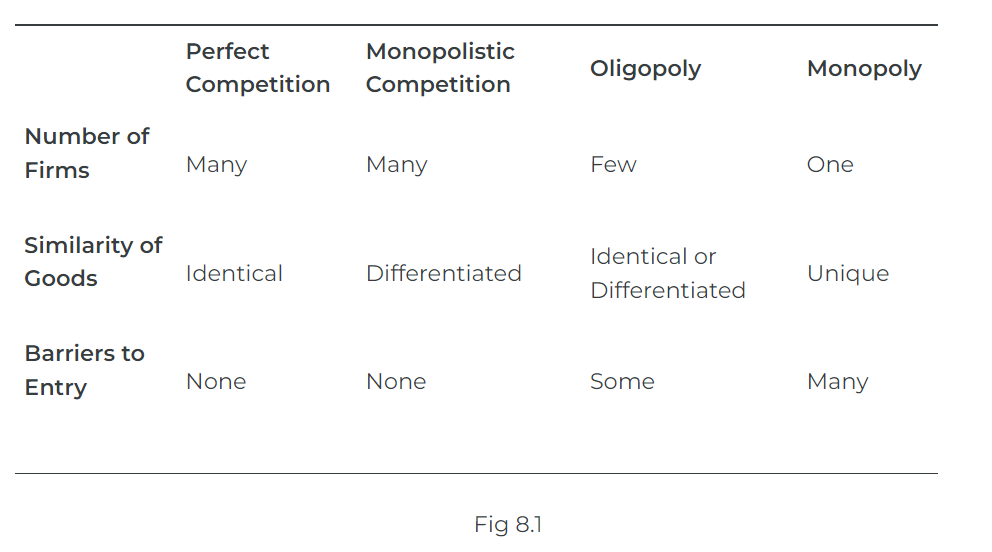 Perfect Competition Monopolistic Competition Oligopoly Monopoly
Number of Firms Many Many Few One
Similarity of Goods Identical Differentiated Identical or Differentiated Unique
Barriers to Entry None None Some Many
Fig 8.1